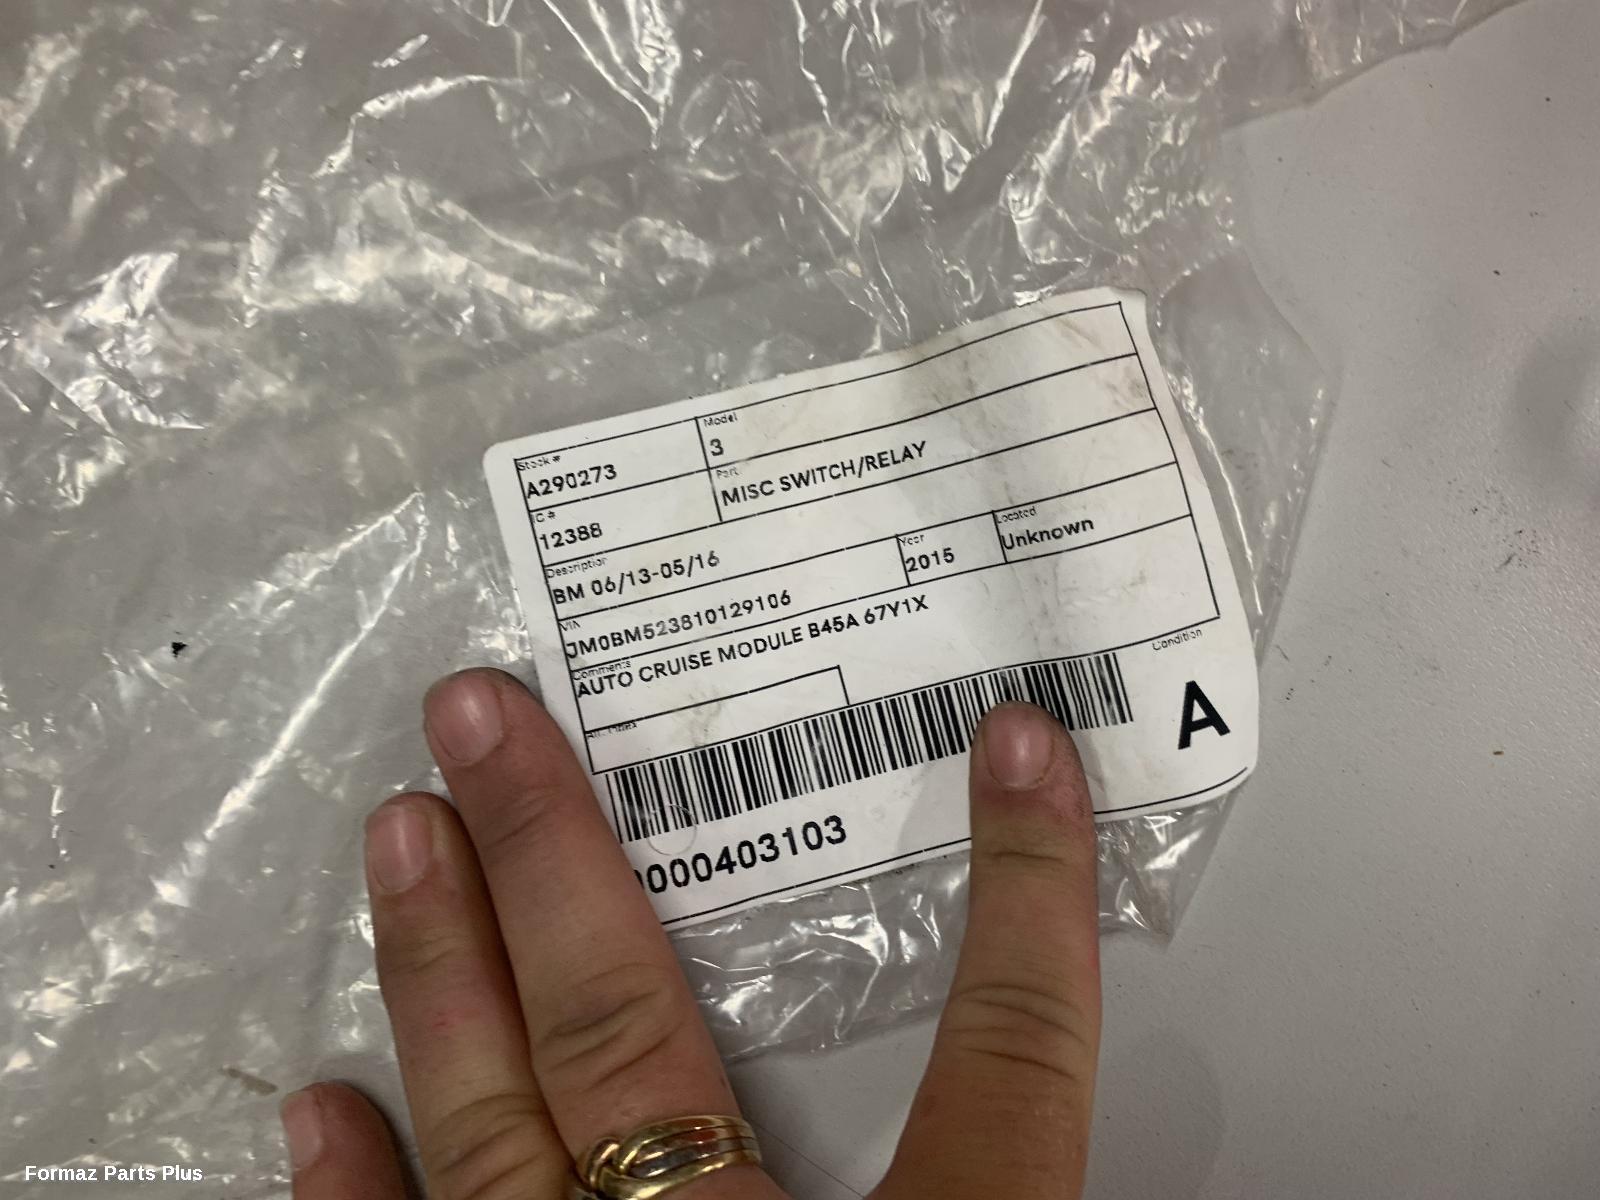 Stock #
A290273
Model
3
IC #
12388
Part
MISC SWITCH/RELAY
Description
BM 06/13-05/16
VIN
JM0BM523810129106
Year
2015
Located
Unknown
Comments
AUTO CRUISE MODULE B45A 67Y1X
Condition
A
000403103
Formaz Parts Plus